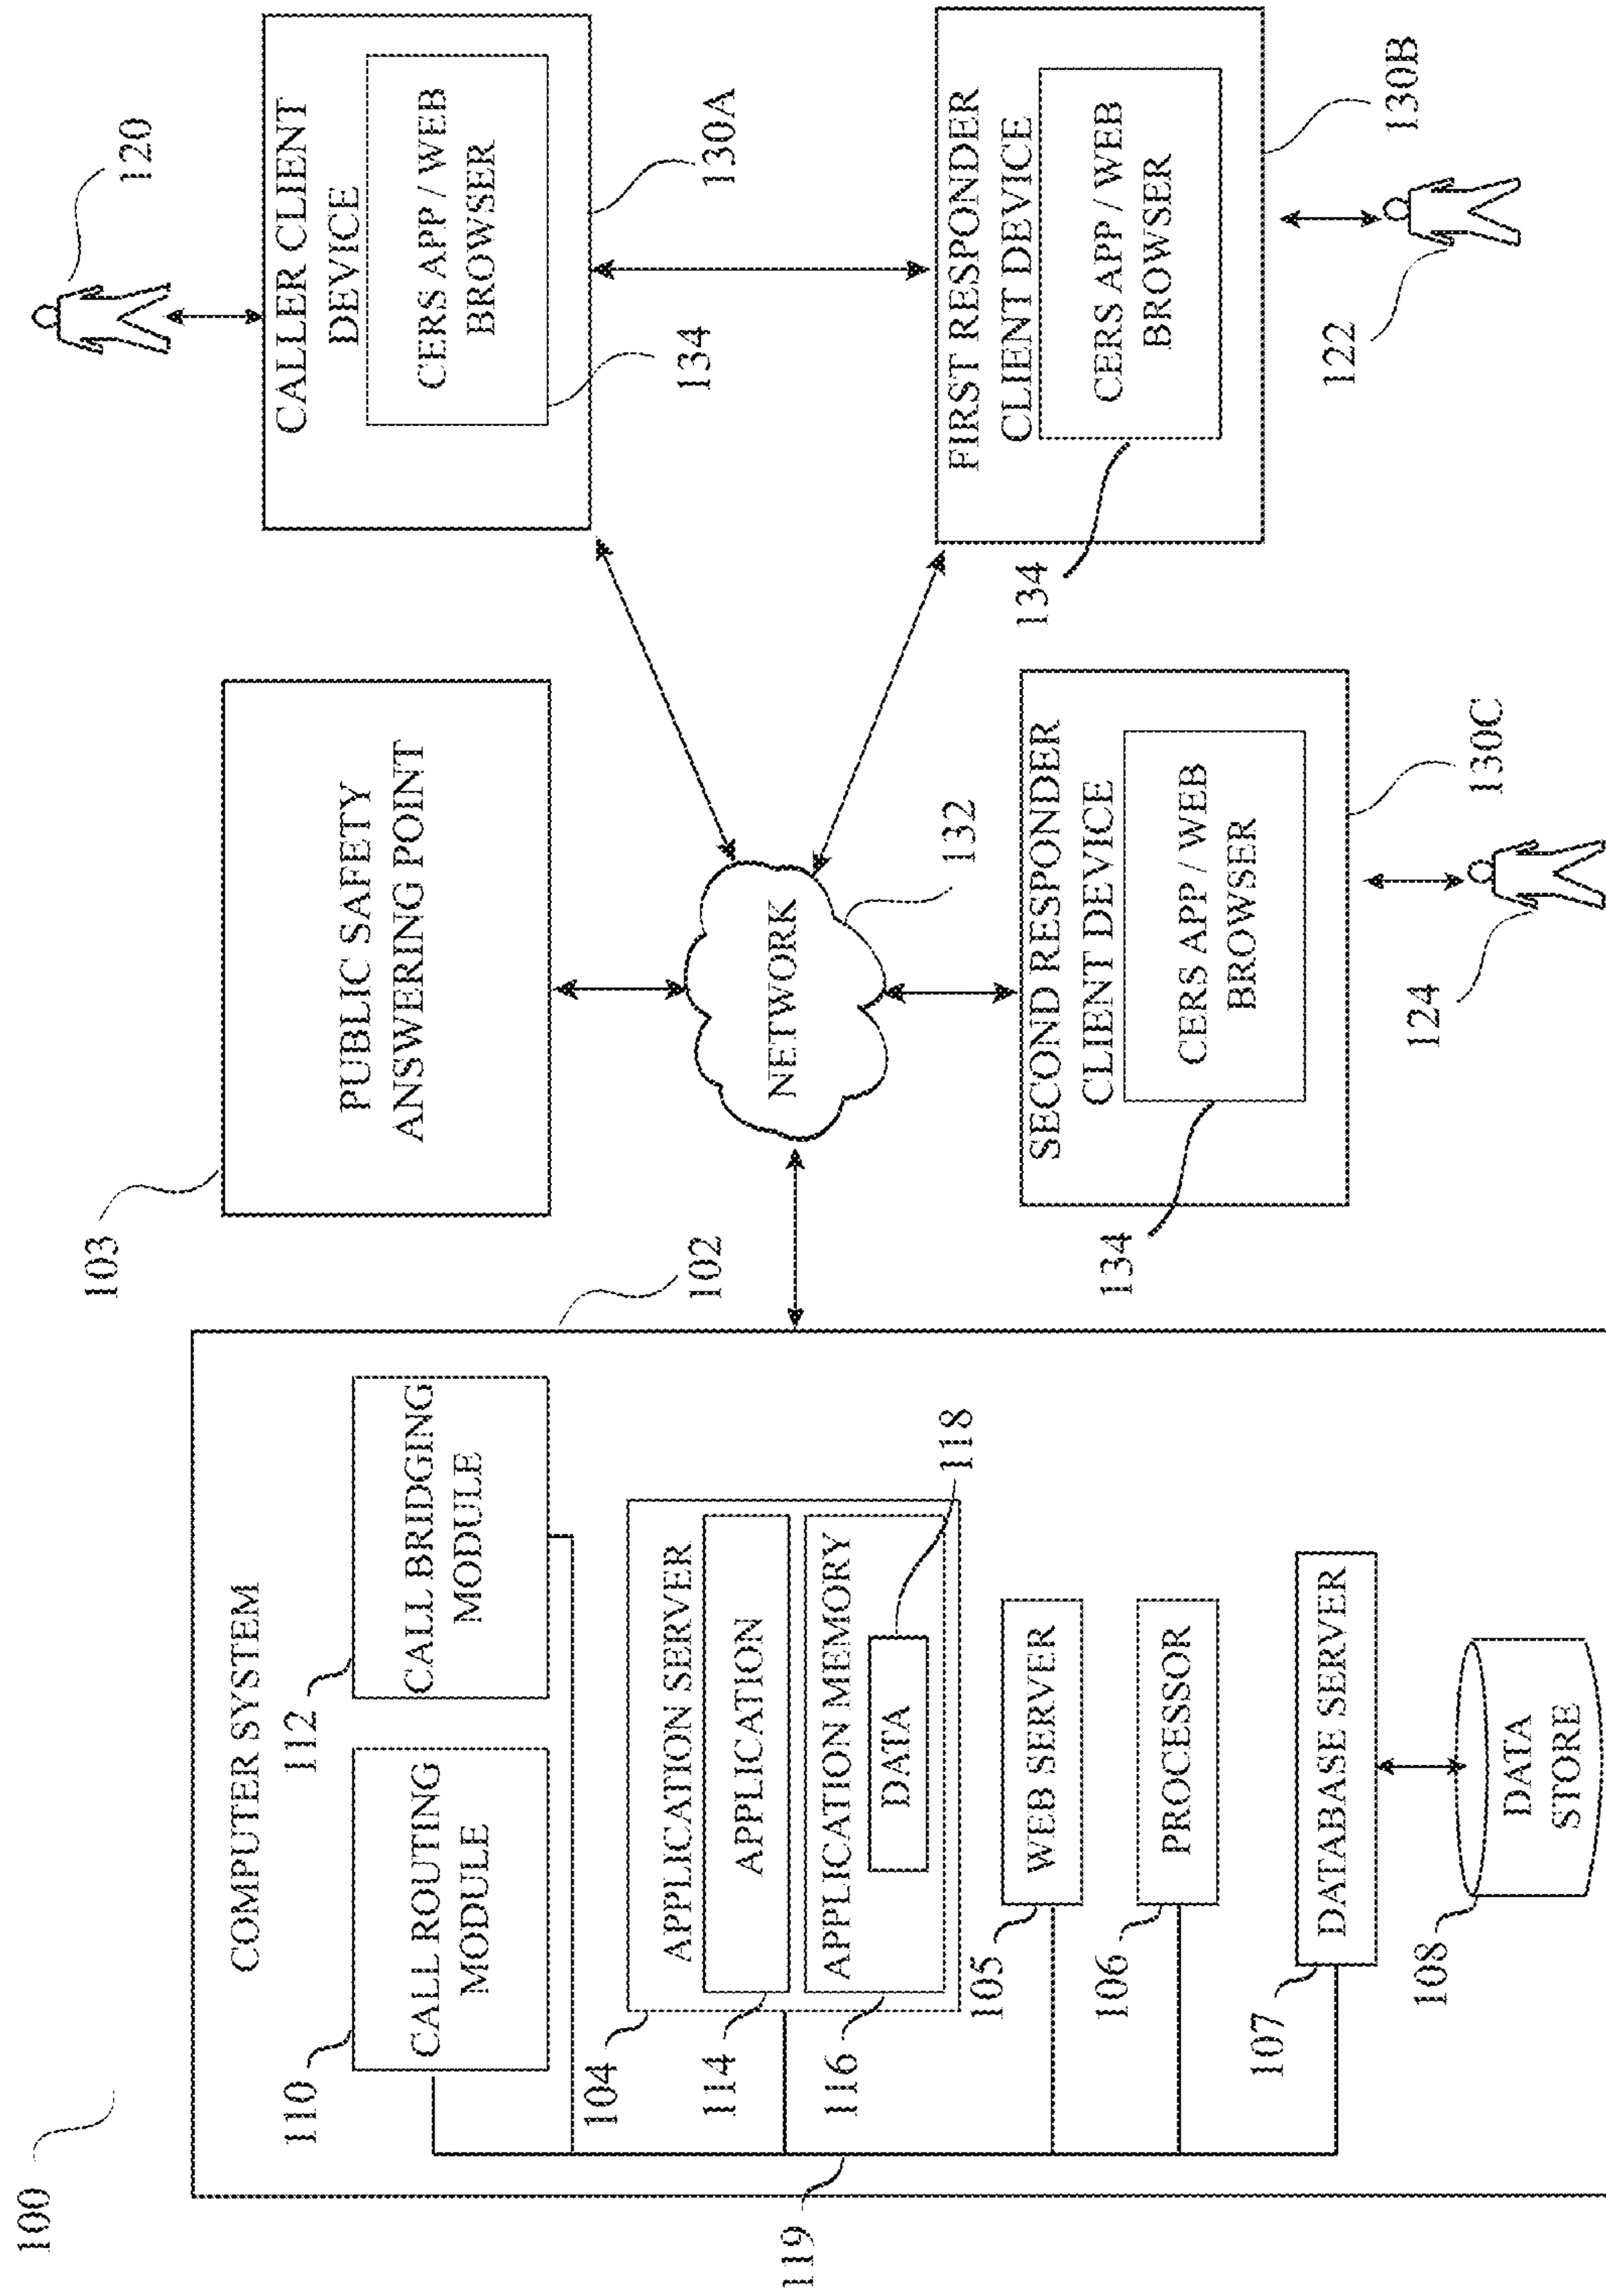 100
COMPUTER SYSTEM
102
110
CALL ROUTING
MODULE
112
CALL BRIDGING
MODULE
104
APPLICATION SERVER
114
APPLICATION
116
APPLICATION MEMORY
DATA
118
105
WEB SERVER
106
PROCESSOR
107
DATABASE SERVER
108
DATA
STORE
119
103
PUBLIC SAFETY
ANSWERING POINT
NETWORK
132
SECOND RESPONDER
CLIENT DEVICE
CERS APP / WEB
BROWSER
134
130C
124
120
CALLER CLIENT
DEVICE
CERS APP / WEB
BROWSER
134
130A
FIRST RESPONDER
CLIENT DEVICE
CERS APP / WEB
BROWSER
134
130B
122